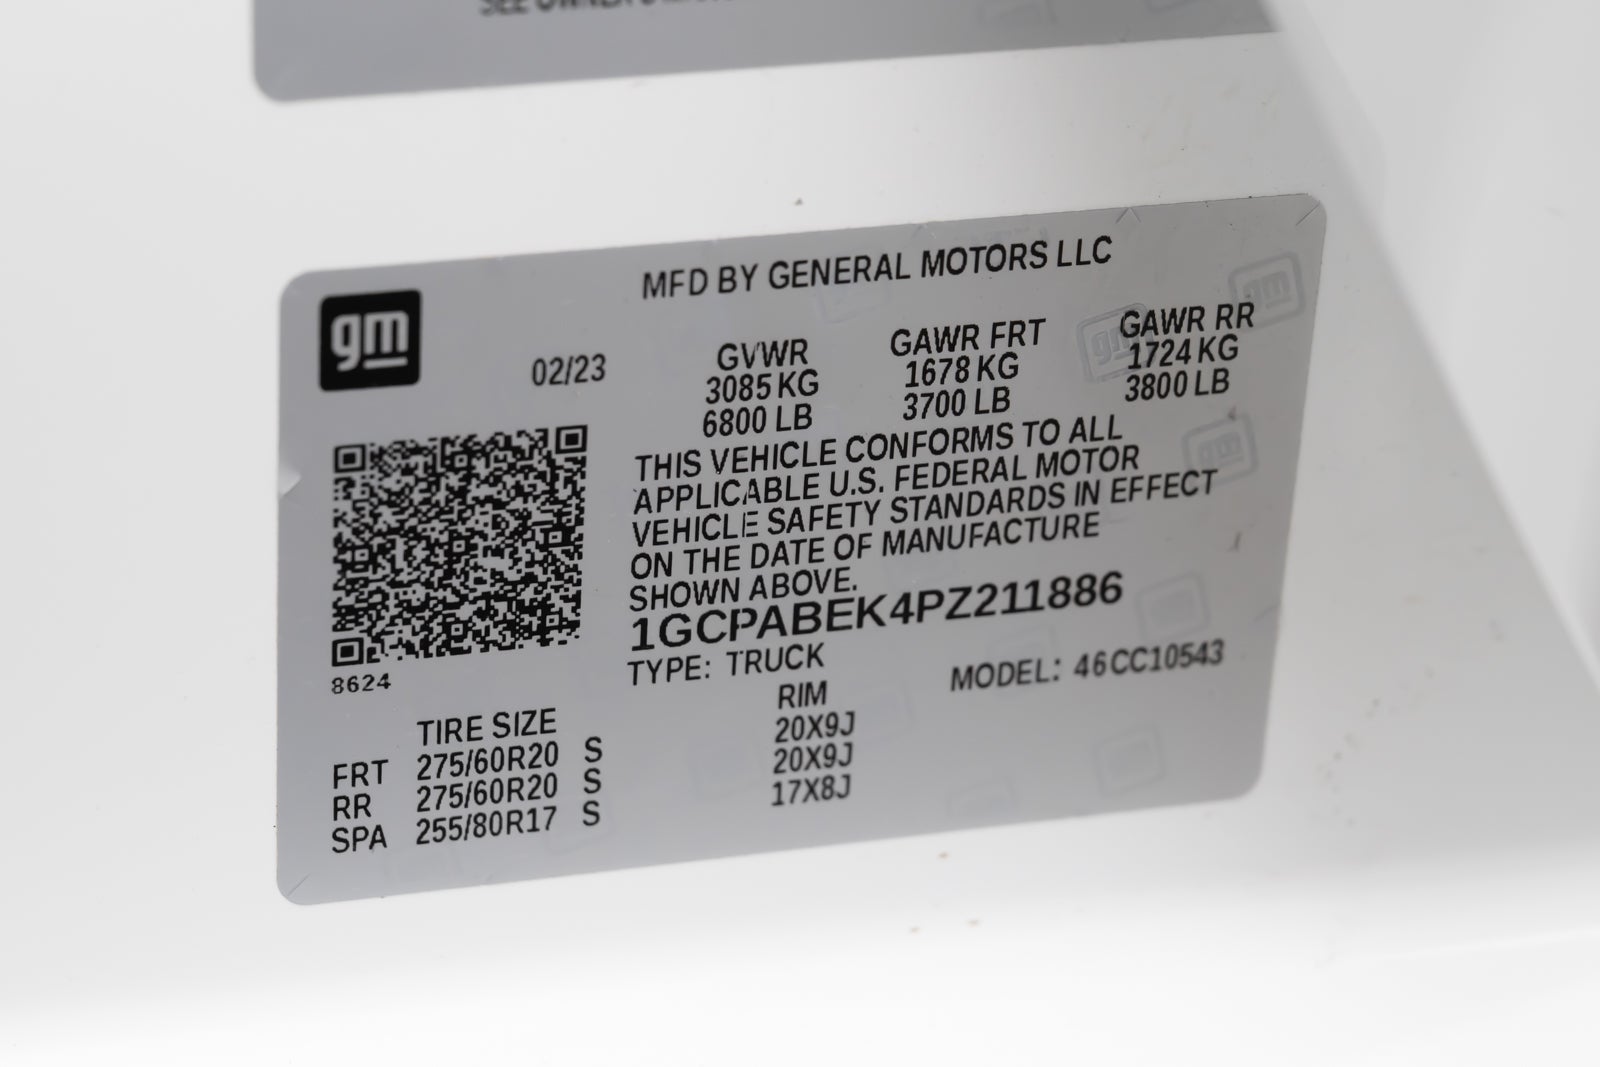 SEE OWNER'S
MFD BY GENERAL MOTORS LLC
gm
02/23
GVWR GAWR FRT GAWR RR
3085 KG 1678 KG 1724 KG
6800 LB 3700 LB 3800 LB
THIS VEHICLE CONFORMS TO ALL
APPLICABLE U.S. FEDERAL MOTOR
VEHICLE SAFETY STANDARDS IN EFFECT
ON THE DATE OF MANUFACTURE
SHOWN ABOVE.
1GCPABEK4PZ211886
TYPE: TRUCK MODEL: 46CC10543
8624
TIRE SIZE RIM
FRT 275/60R20 S 20X9J
RR 275/60R20 S 20X9J
SPA 255/80R17 S 17X8J